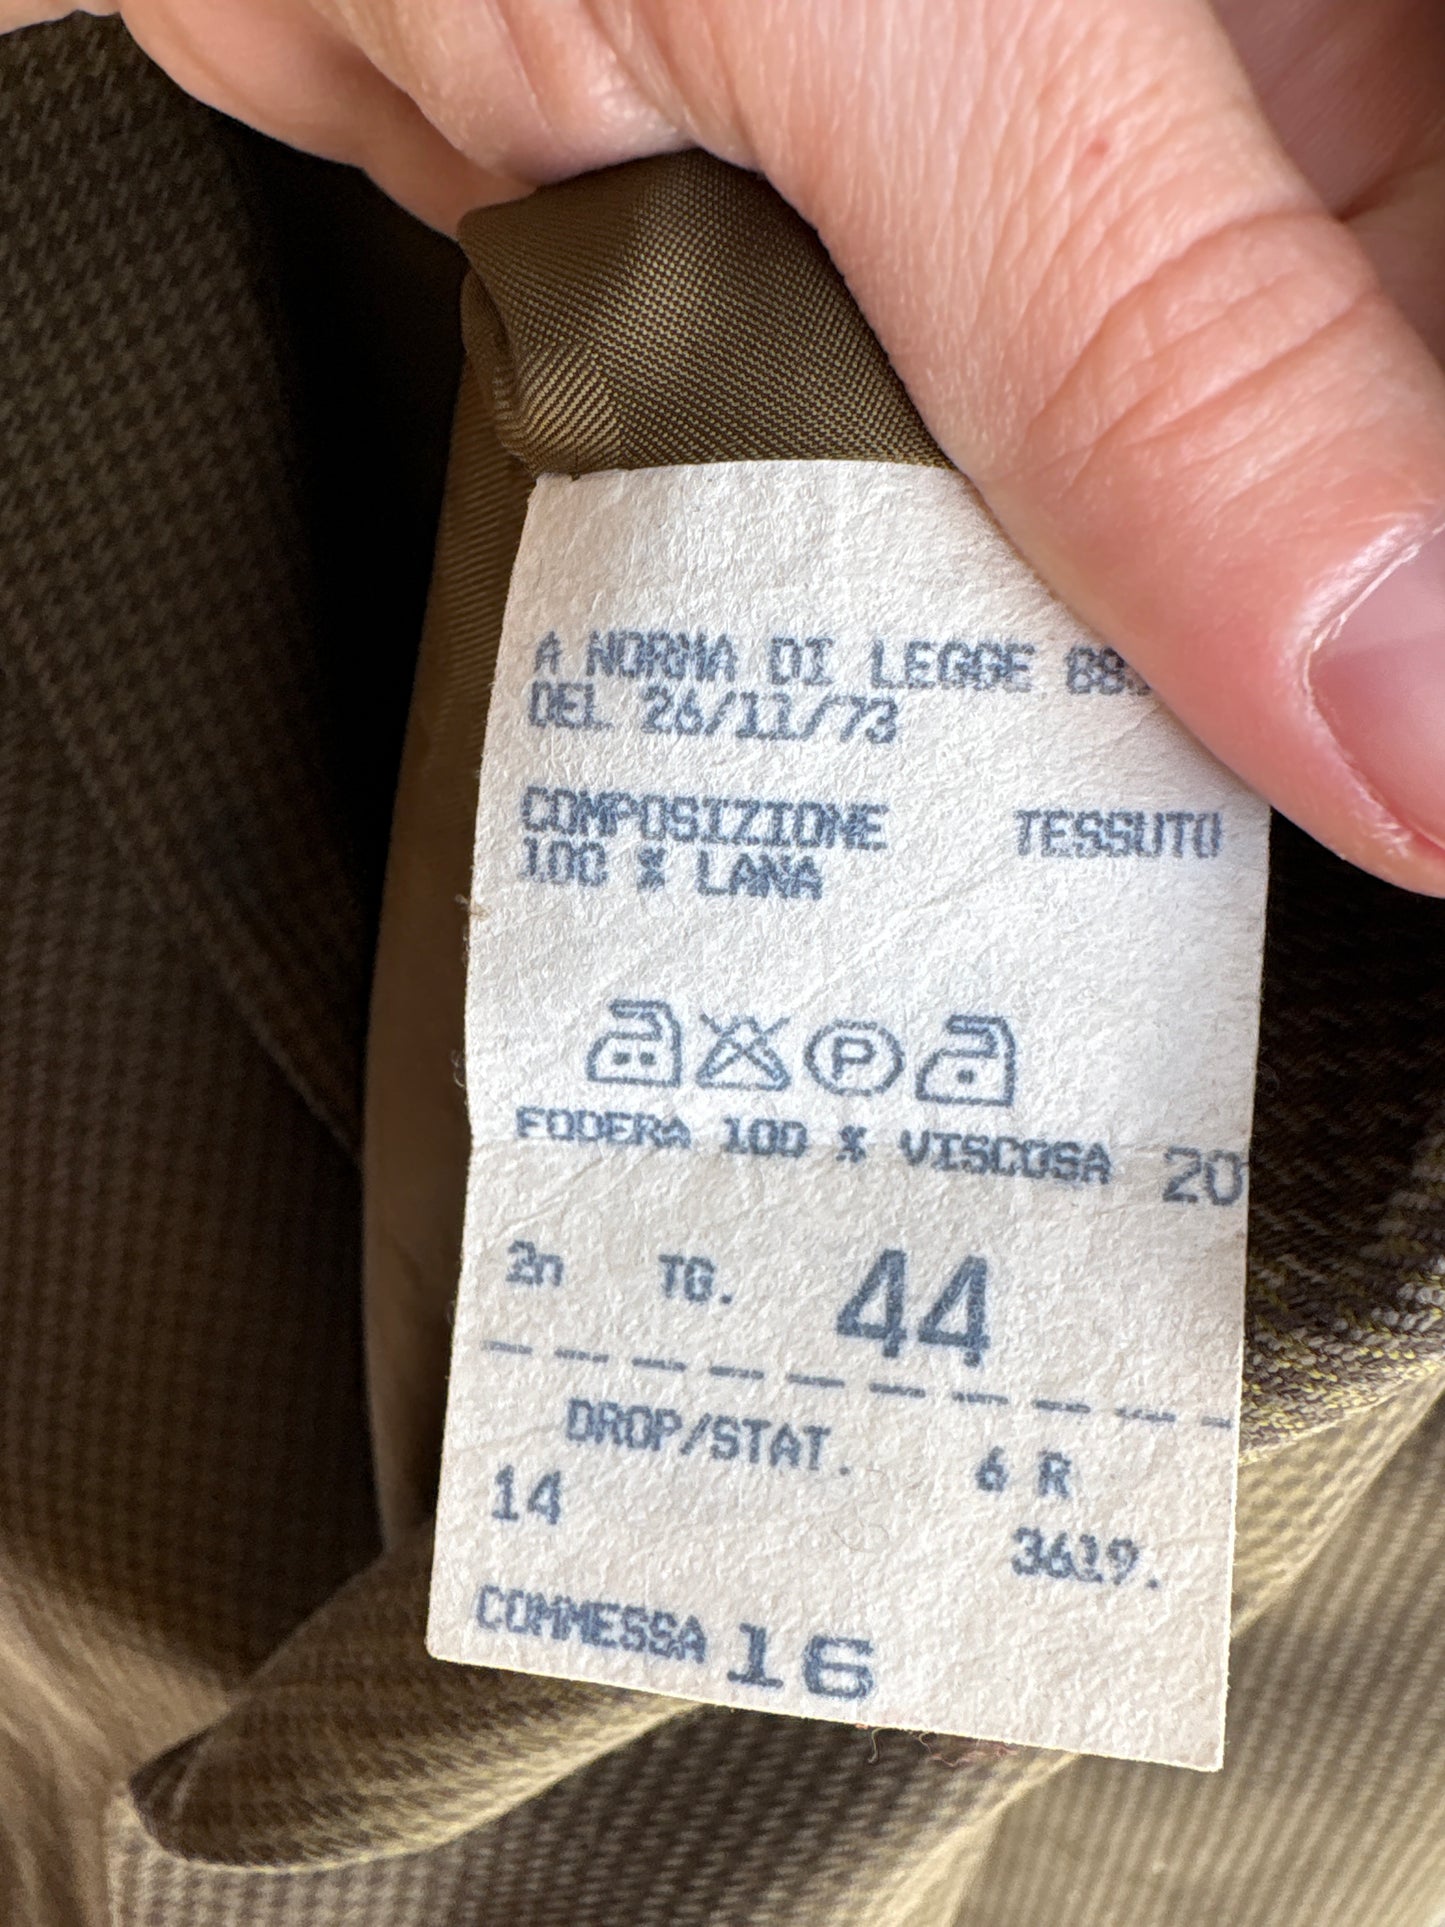 A NORMA DI LEGGE
DEL 26/11/73
COMPOSIZIONE TESSUTO
100 % LANA
P
FODERA 100 % VISCOSA 20
2n TG. 44
DROP/STAT. 6 R
14
3619.
COMMESSA 16